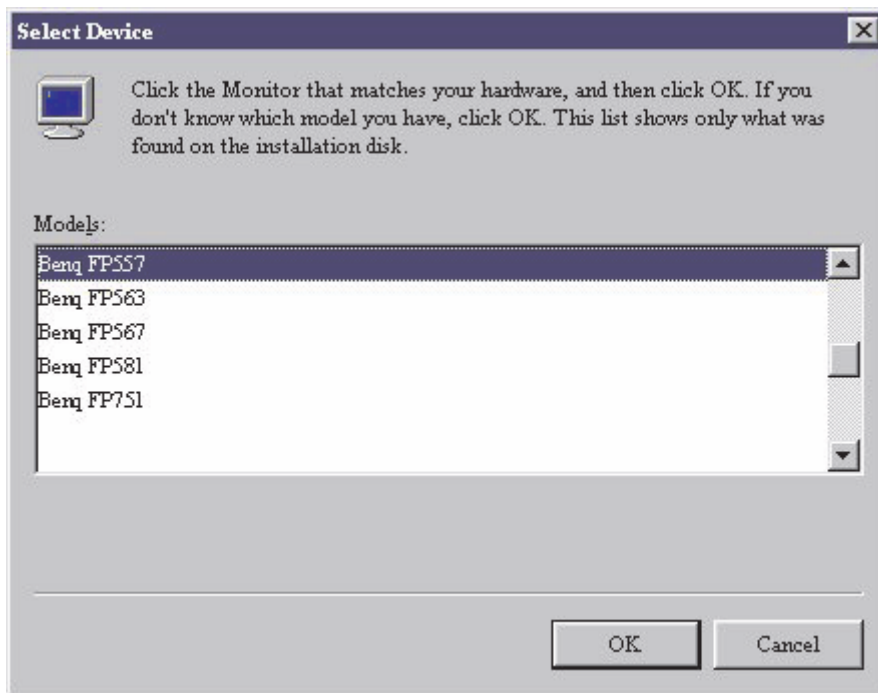 Select Device
Click the Monitor that matches your hardware, and then click OK. If you
don't know which model you have, click OK. This list shows only what was
found on the installation disk.
Models:
Benq FP557
Benq FP563
Benq FP567
Benq FP581
Benq FP751
OK
Cancel